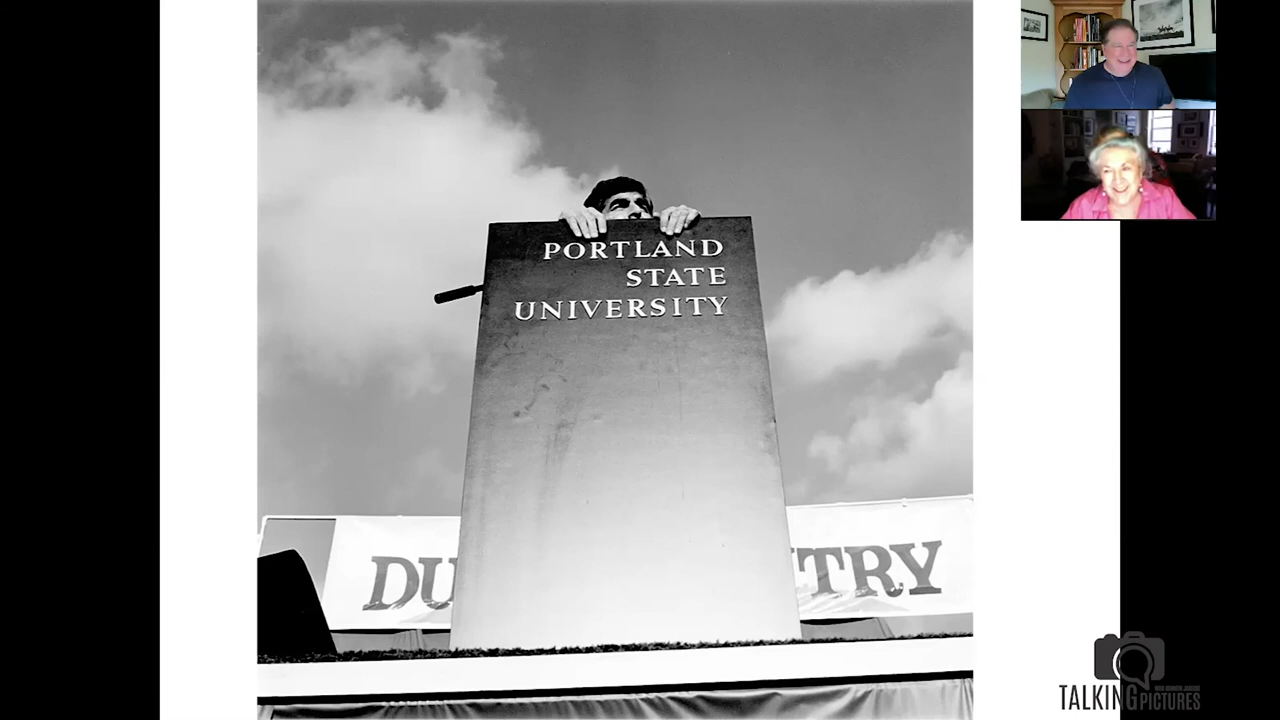 PORTLAND
STATE
UNIVERSITY
DU
TRY
TALKING
PICTURES